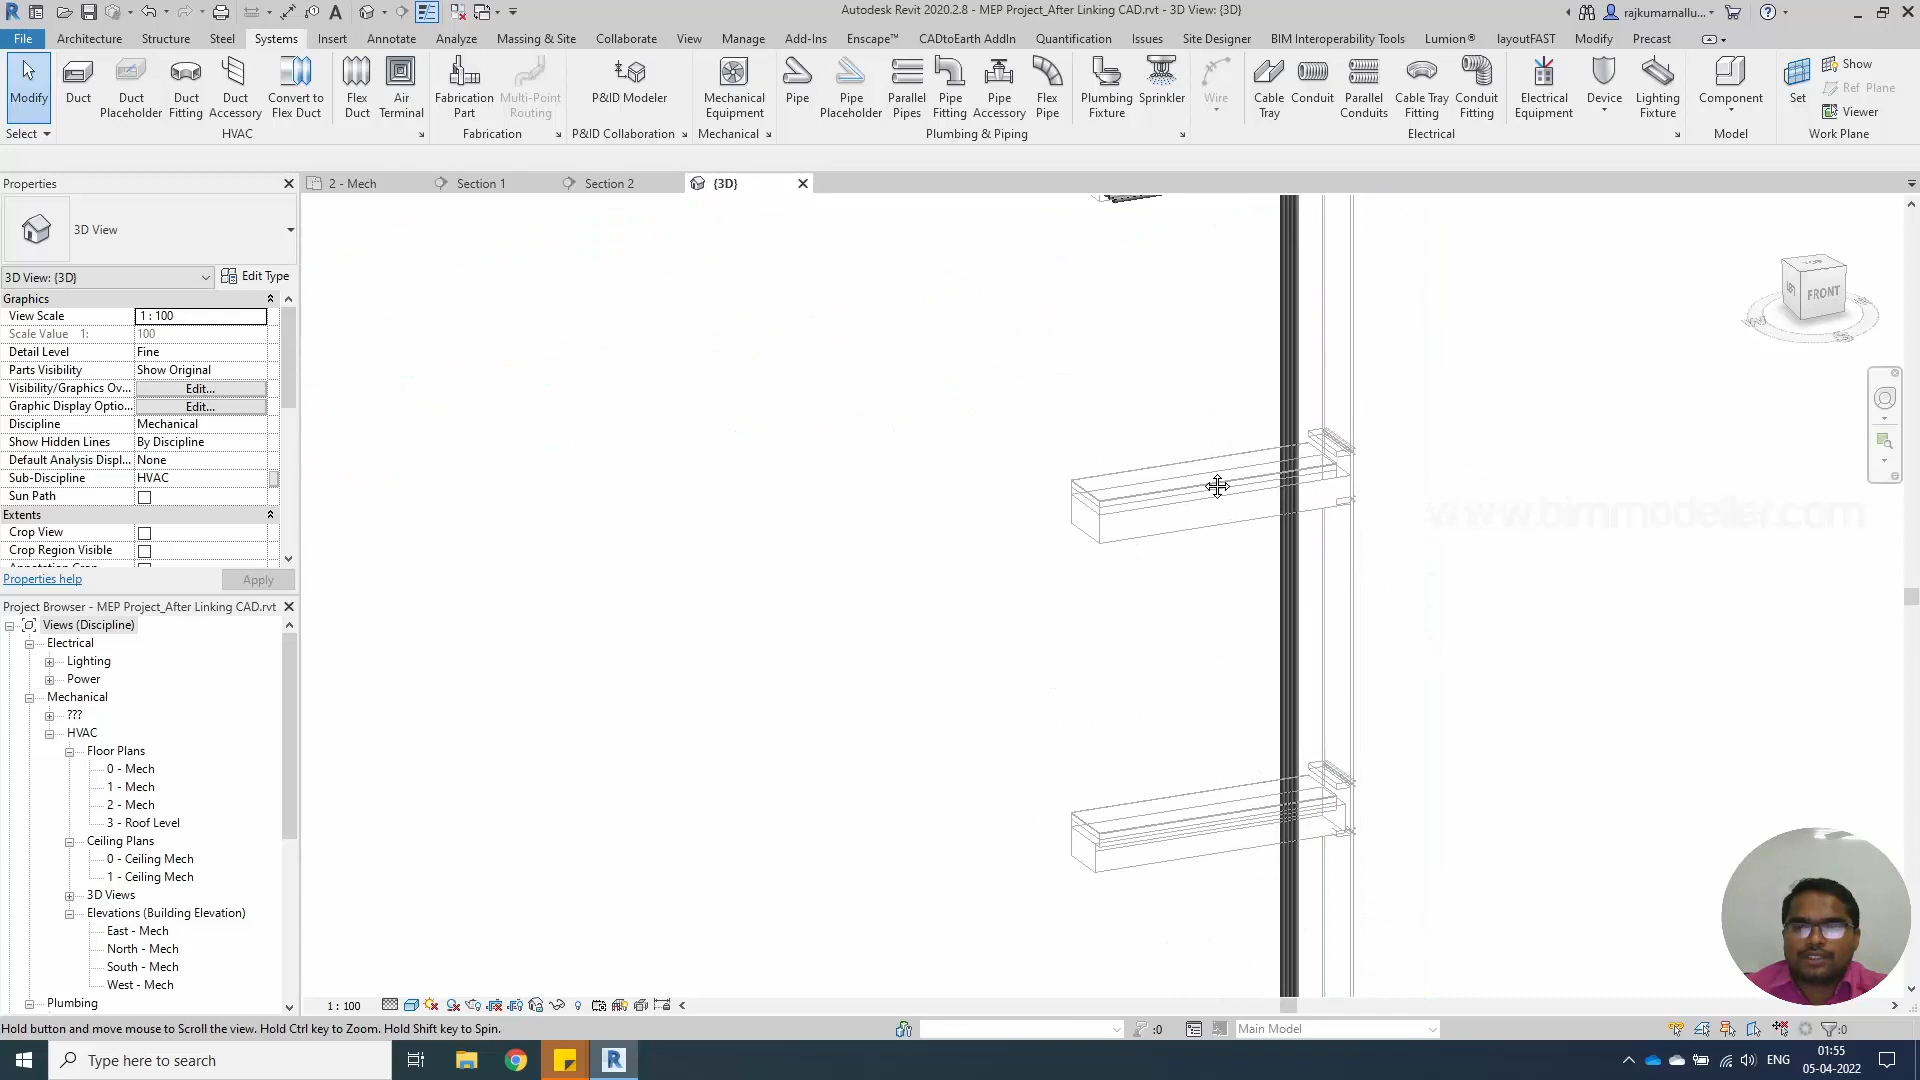 Autodesk Revit 2020.2.8 - MEP Project_After Linking CAD.rvt - 3D View: {3D}
rajkumarnallu...
File Architecture Structure Steel Systems Insert Annotate Analyze Massing & Site Collaborate View Manage Add-Ins Enscape™ CADtoEarth AddIn Quantification Issues Site Designer BIM Interoperability Tools Lumion® layoutFAST Modify Precast
Modify
Duct
Duct Placeholder
Duct Fitting
Duct Accessory
Convert to Flex Duct
Flex Duct
Air Terminal
Fabrication Part
Multi-Point Routing
P&ID Modeler
Mechanical Equipment
Pipe
Pipe Placeholder
Parallel Pipes
Pipe Fitting
Pipe Accessory
Flex Pipe
Plumbing Fixture
Sprinkler
Wire
Cable Tray
Conduit
Parallel Conduits
Cable Tray Fitting
Conduit Fitting
Electrical Equipment
Device
Lighting Fixture
Component
Set
Show
Ref Plane
Viewer
Select HVAC Fabrication P&ID Collaboration Mechanical Plumbing & Piping Electrical Model Work Plane
Properties
2 - Mech Section 1 Section 2 {3D}
3D View
3D View: {3D} Edit Type
Graphics
View Scale 1 : 100
Scale Value 1: 100
Detail Level Fine
Parts Visibility Show Original
Visibility/Graphics Ov... Edit...
Graphic Display Optio... Edit...
Discipline Mechanical
Show Hidden Lines By Discipline
Default Analysis Displ... None
Sub-Discipline HVAC
Sun Path
Extents
Crop View
Crop Region Visible
Properties help Apply
FRONT
www.bimmodeller.com
Project Browser - MEP Project_After Linking CAD.rvt
Views (Discipline)
Electrical
Lighting
Power
Mechanical
???
HVAC
Floor Plans
0 - Mech
1 - Mech
2 - Mech
3 - Roof Level
Ceiling Plans
0 - Ceiling Mech
1 - Ceiling Mech
3D Views
Elevations (Building Elevation)
East - Mech
North - Mech
South - Mech
West - Mech
Plumbing
1 : 100
Hold button and move mouse to Scroll the view. Hold Ctrl key to Zoom. Hold Shift key to Spin.
:0
Main Model
:0
Type here to search
ENG
01:55
05-04-2022